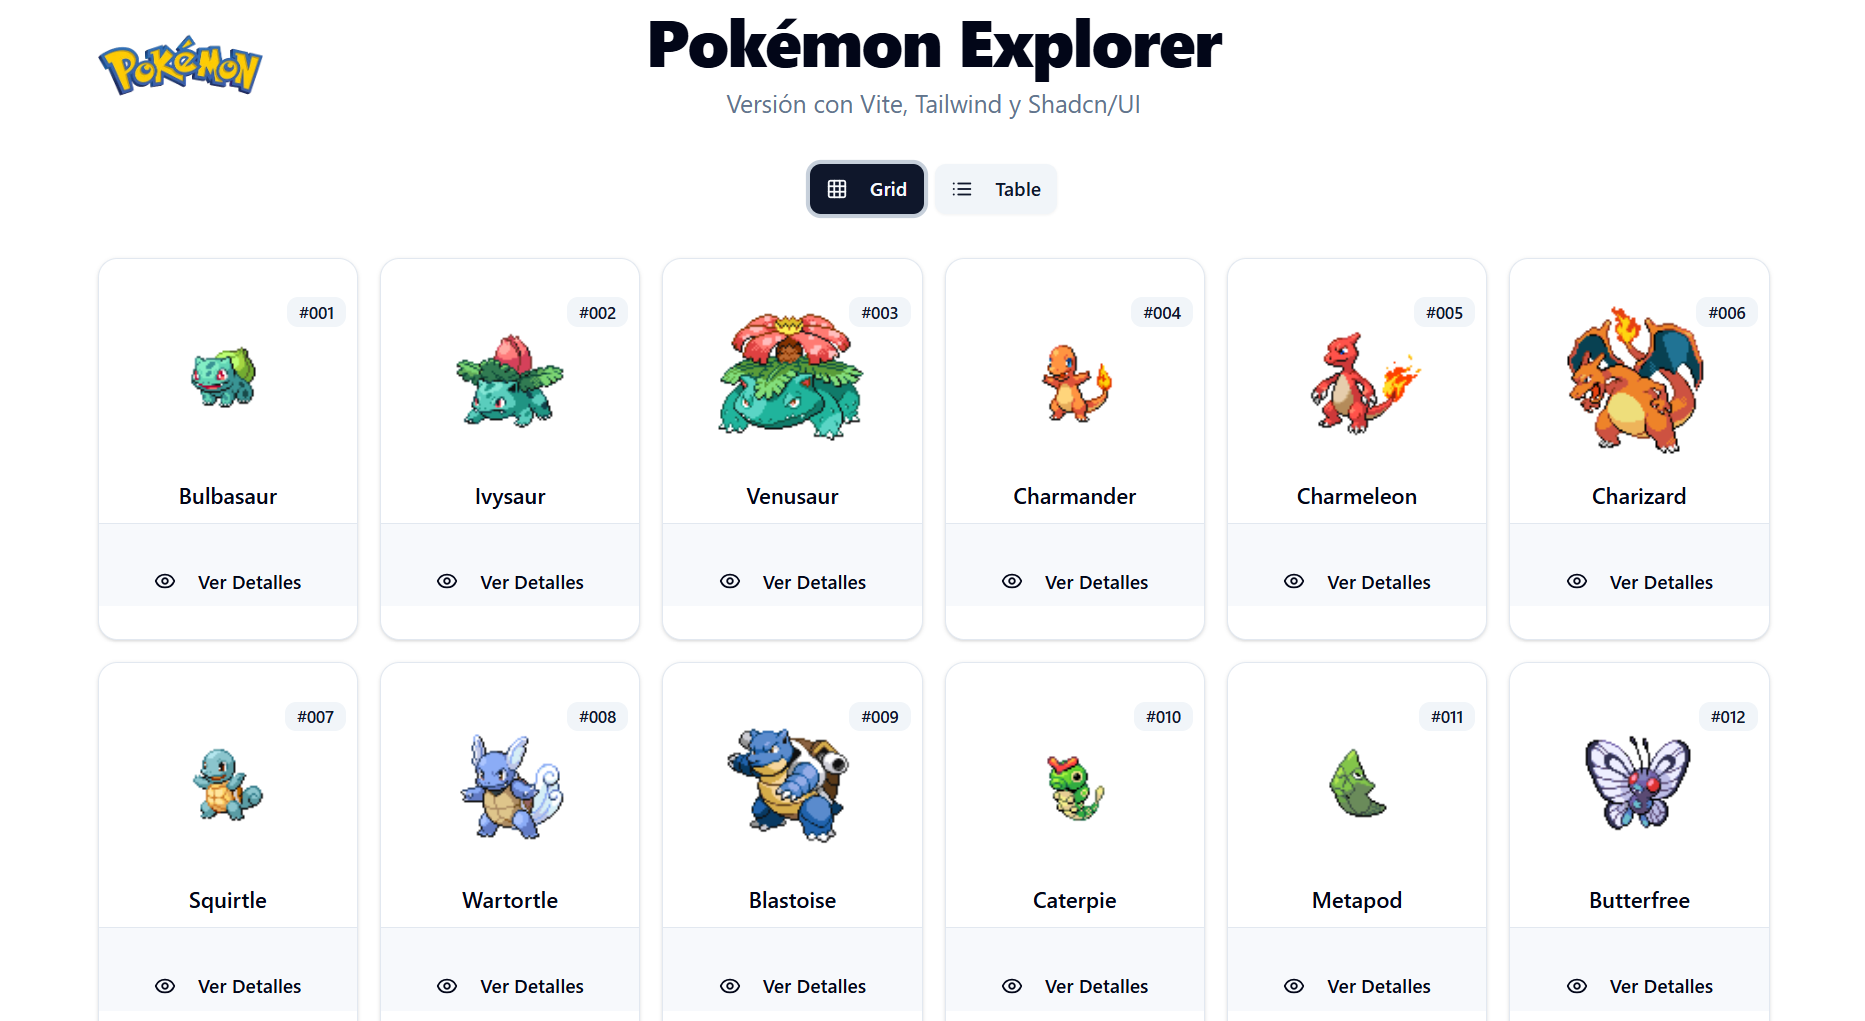 POKéMON
Pokémon Explorer
Versión con Vite, Tailwind y Shadcn/UI
Grid Table
#001 #002 #003 #004 #005 #006
Bulbasaur Ivysaur Venusaur Charmander Charmeleon Charizard
Ver Detalles Ver Detalles Ver Detalles Ver Detalles Ver Detalles Ver Detalles
#007 #008 #009 #010 #011 #012
Squirtle Wartortle Blastoise Caterpie Metapod Butterfree
Ver Detalles Ver Detalles Ver Detalles Ver Detalles Ver Detalles Ver Detalles